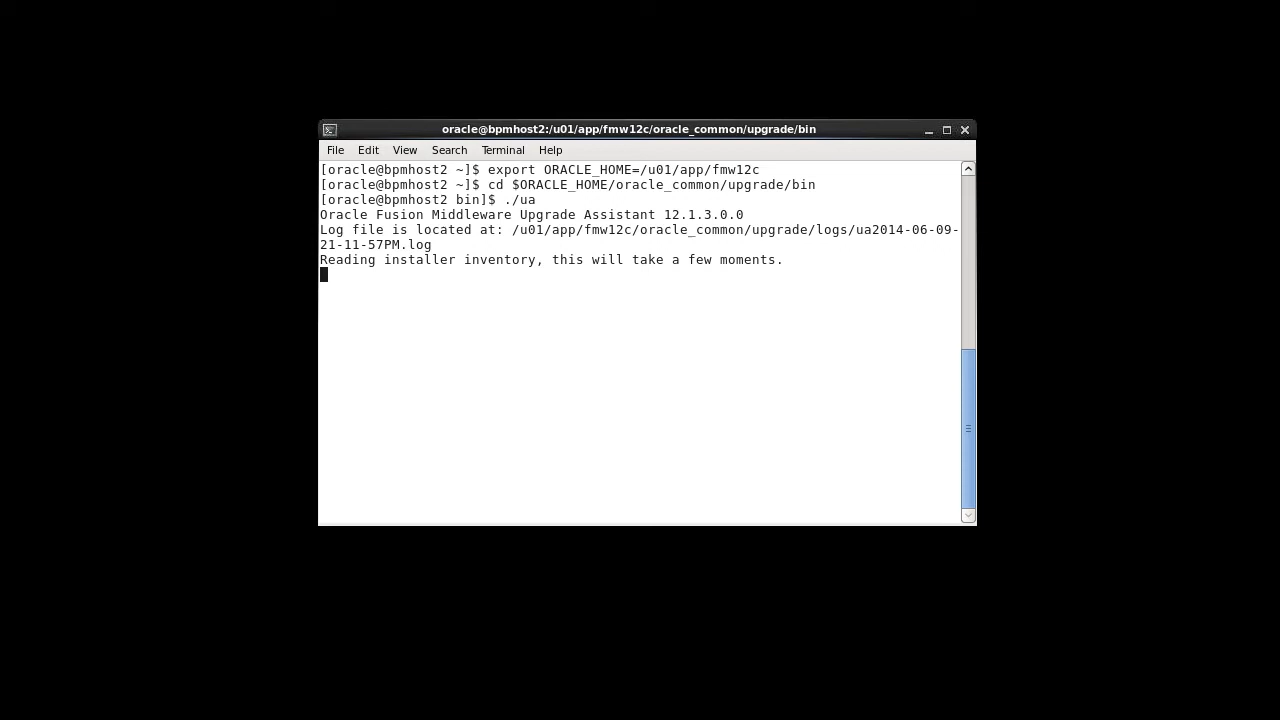 oracle@bpmhost2:/u01/app/fmw12c/oracle_common/upgrade/bin
File Edit View Search Terminal Help
[oracle@bpmhost2 ~]$ export ORACLE_HOME=/u01/app/fmw12c
[oracle@bpmhost2 ~]$ cd $ORACLE_HOME/oracle_common/upgrade/bin
[oracle@bpmhost2 bin]$ ./ua
Oracle Fusion Middleware Upgrade Assistant 12.1.3.0.0
Log file is located at: /u01/app/fmw12c/oracle_common/upgrade/logs/ua2014-06-09-
21-11-57PM.log
Reading installer inventory, this will take a few moments.